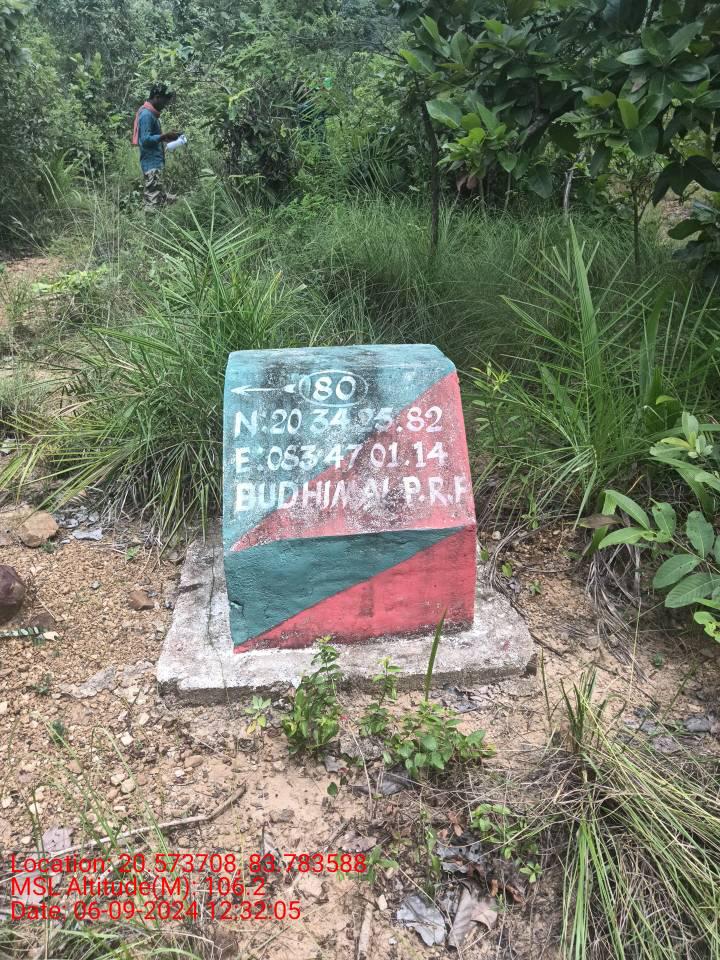 ←080
N:20 34 25.82
E:083 47 01.14
BUDHIMAL P.R.F
Location: 20.573708, 83.783588
MSL Altitude(M): 106.2
Date: 06-09-2024 12.32.05